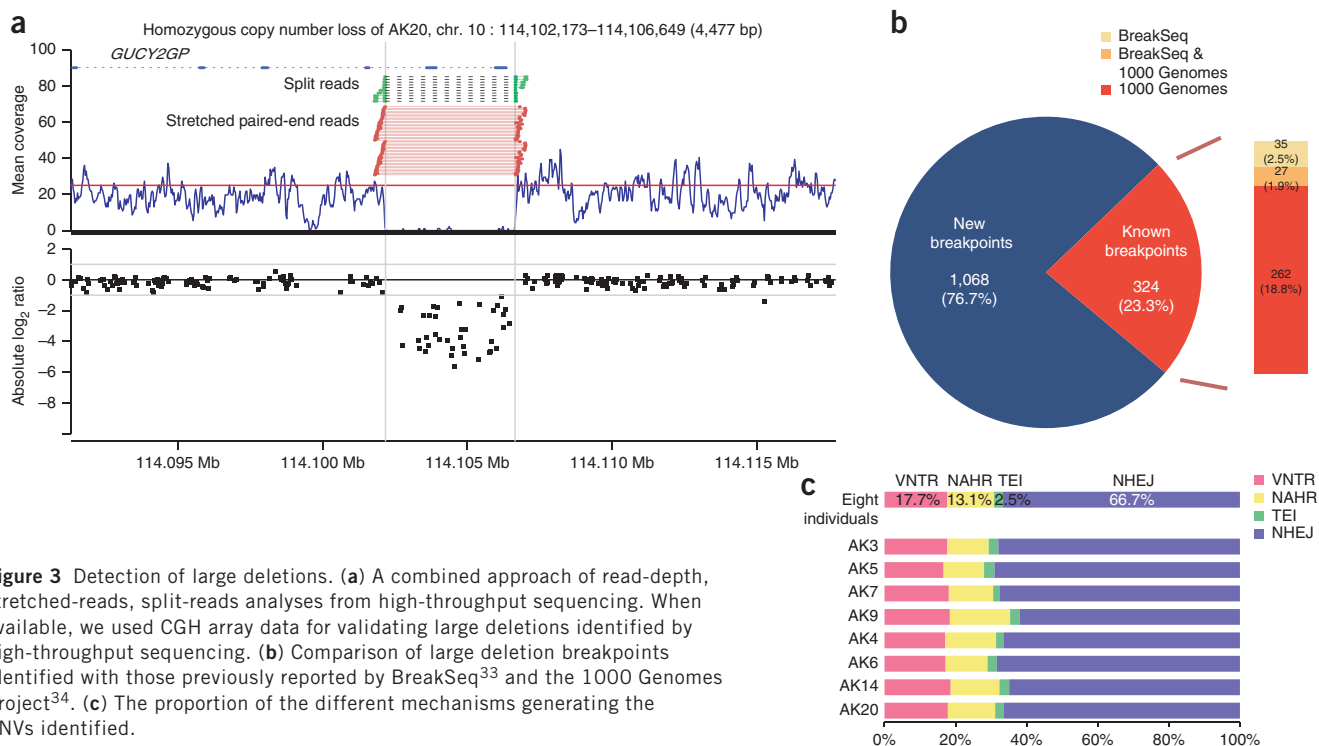 a
Homozygous copy number loss of AK20, chr. 10 : 114,102,173–114,106,649 (4,477 bp)
GUCY2GP
Split reads
Stretched paired-end reads
Mean coverage
100
80
60
40
20
0
Absolute log2 ratio
2
0
−2
−4
−6
−8
114.095 Mb 114.100 Mb 114.105 Mb 114.110 Mb 114.115 Mb
b
BreakSeq
BreakSeq &
1000 Genomes
1000 Genomes
New
breakpoints
1,068
(76.7%)
Known
breakpoints
324
(23.3%)
35
(2.5%)
27
(1.9%)
262
(18.8%)
c
VNTR NAHR TEI NHEJ
Eight
individuals
17.7% 13.1% 2.5% 66.7%
AK3
AK5
AK7
AK9
AK4
AK6
AK14
AK20
0% 20% 40% 60% 80% 100%
VNTR
NAHR
TEI
NHEJ
igure 3 Detection of large deletions. (a) A combined approach of read-depth,
tretched-reads, split-reads analyses from high-throughput sequencing. When
vailable, we used CGH array data for validating large deletions identified by
igh-throughput sequencing. (b) Comparison of large deletion breakpoints
dentified with those previously reported by BreakSeq33 and the 1000 Genomes
roject34. (c) The proportion of the different mechanisms generating the
NVs identified.